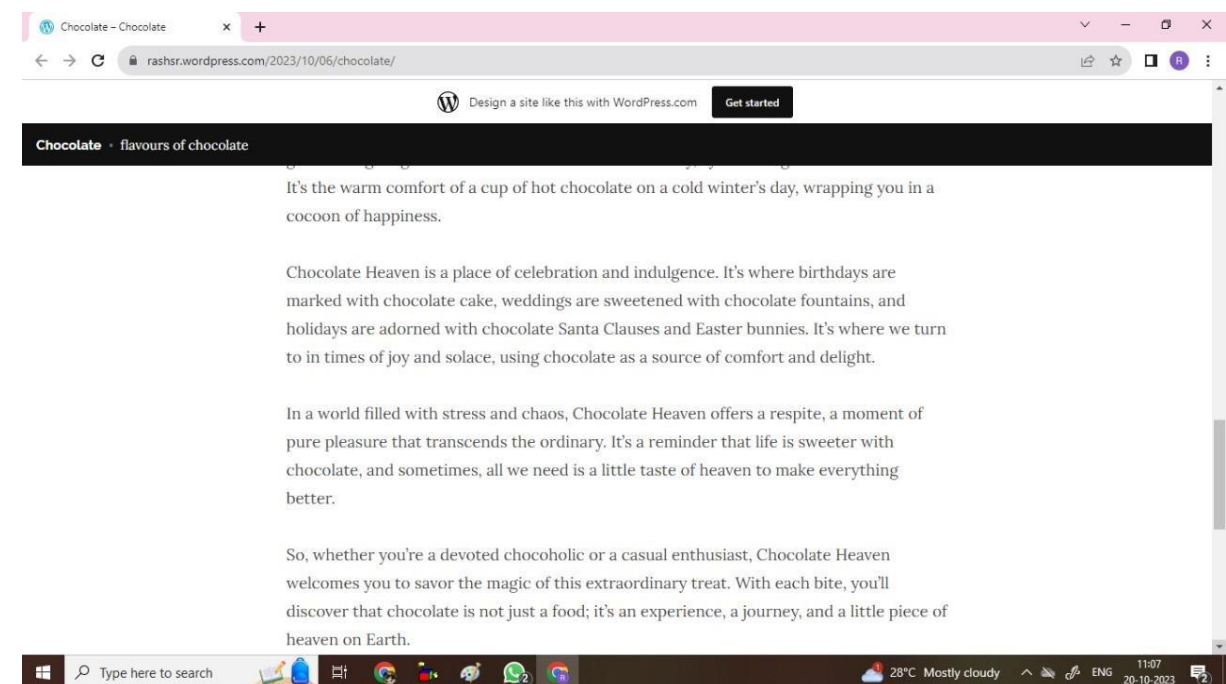 Chocolate – Chocolate
rashsr.wordpress.com/2023/10/06/chocolate/
R
Design a site like this with WordPress.com Get started
Chocolate • flavours of chocolate
It’s the warm comfort of a cup of hot chocolate on a cold winter’s day, wrapping you in a
cocoon of happiness.
Chocolate Heaven is a place of celebration and indulgence. It’s where birthdays are
marked with chocolate cake, weddings are sweetened with chocolate fountains, and
holidays are adorned with chocolate Santa Clauses and Easter bunnies. It’s where we turn
to in times of joy and solace, using chocolate as a source of comfort and delight.
In a world filled with stress and chaos, Chocolate Heaven offers a respite, a moment of
pure pleasure that transcends the ordinary. It’s a reminder that life is sweeter with
chocolate, and sometimes, all we need is a little taste of heaven to make everything
better.
So, whether you’re a devoted chocoholic or a casual enthusiast, Chocolate Heaven
welcomes you to savor the magic of this extraordinary treat. With each bite, you’ll
discover that chocolate is not just a food; it’s an experience, a journey, and a little piece of
heaven on Earth.
Type here to search 28°C Mostly cloudy ENG 11:07
20-10-2023